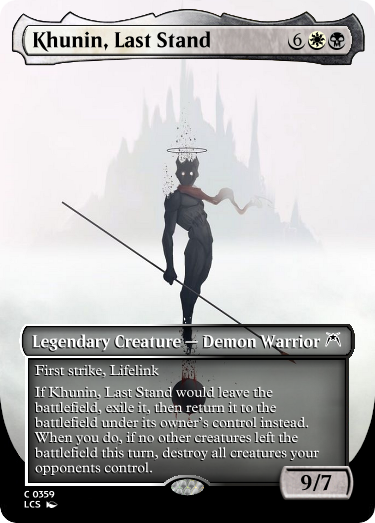 Khunin, Last Stand 6
Legendary Creature — Demon Warrior
First strike, Lifelink
If Khunin, Last Stand would leave the
battlefield, exile it, then return it to the
battlefield under its owner's control instead.
When you do, if no other creatures left the
battlefield this turn, destroy all creatures your
opponents control.
9/7
C 0359
LCS